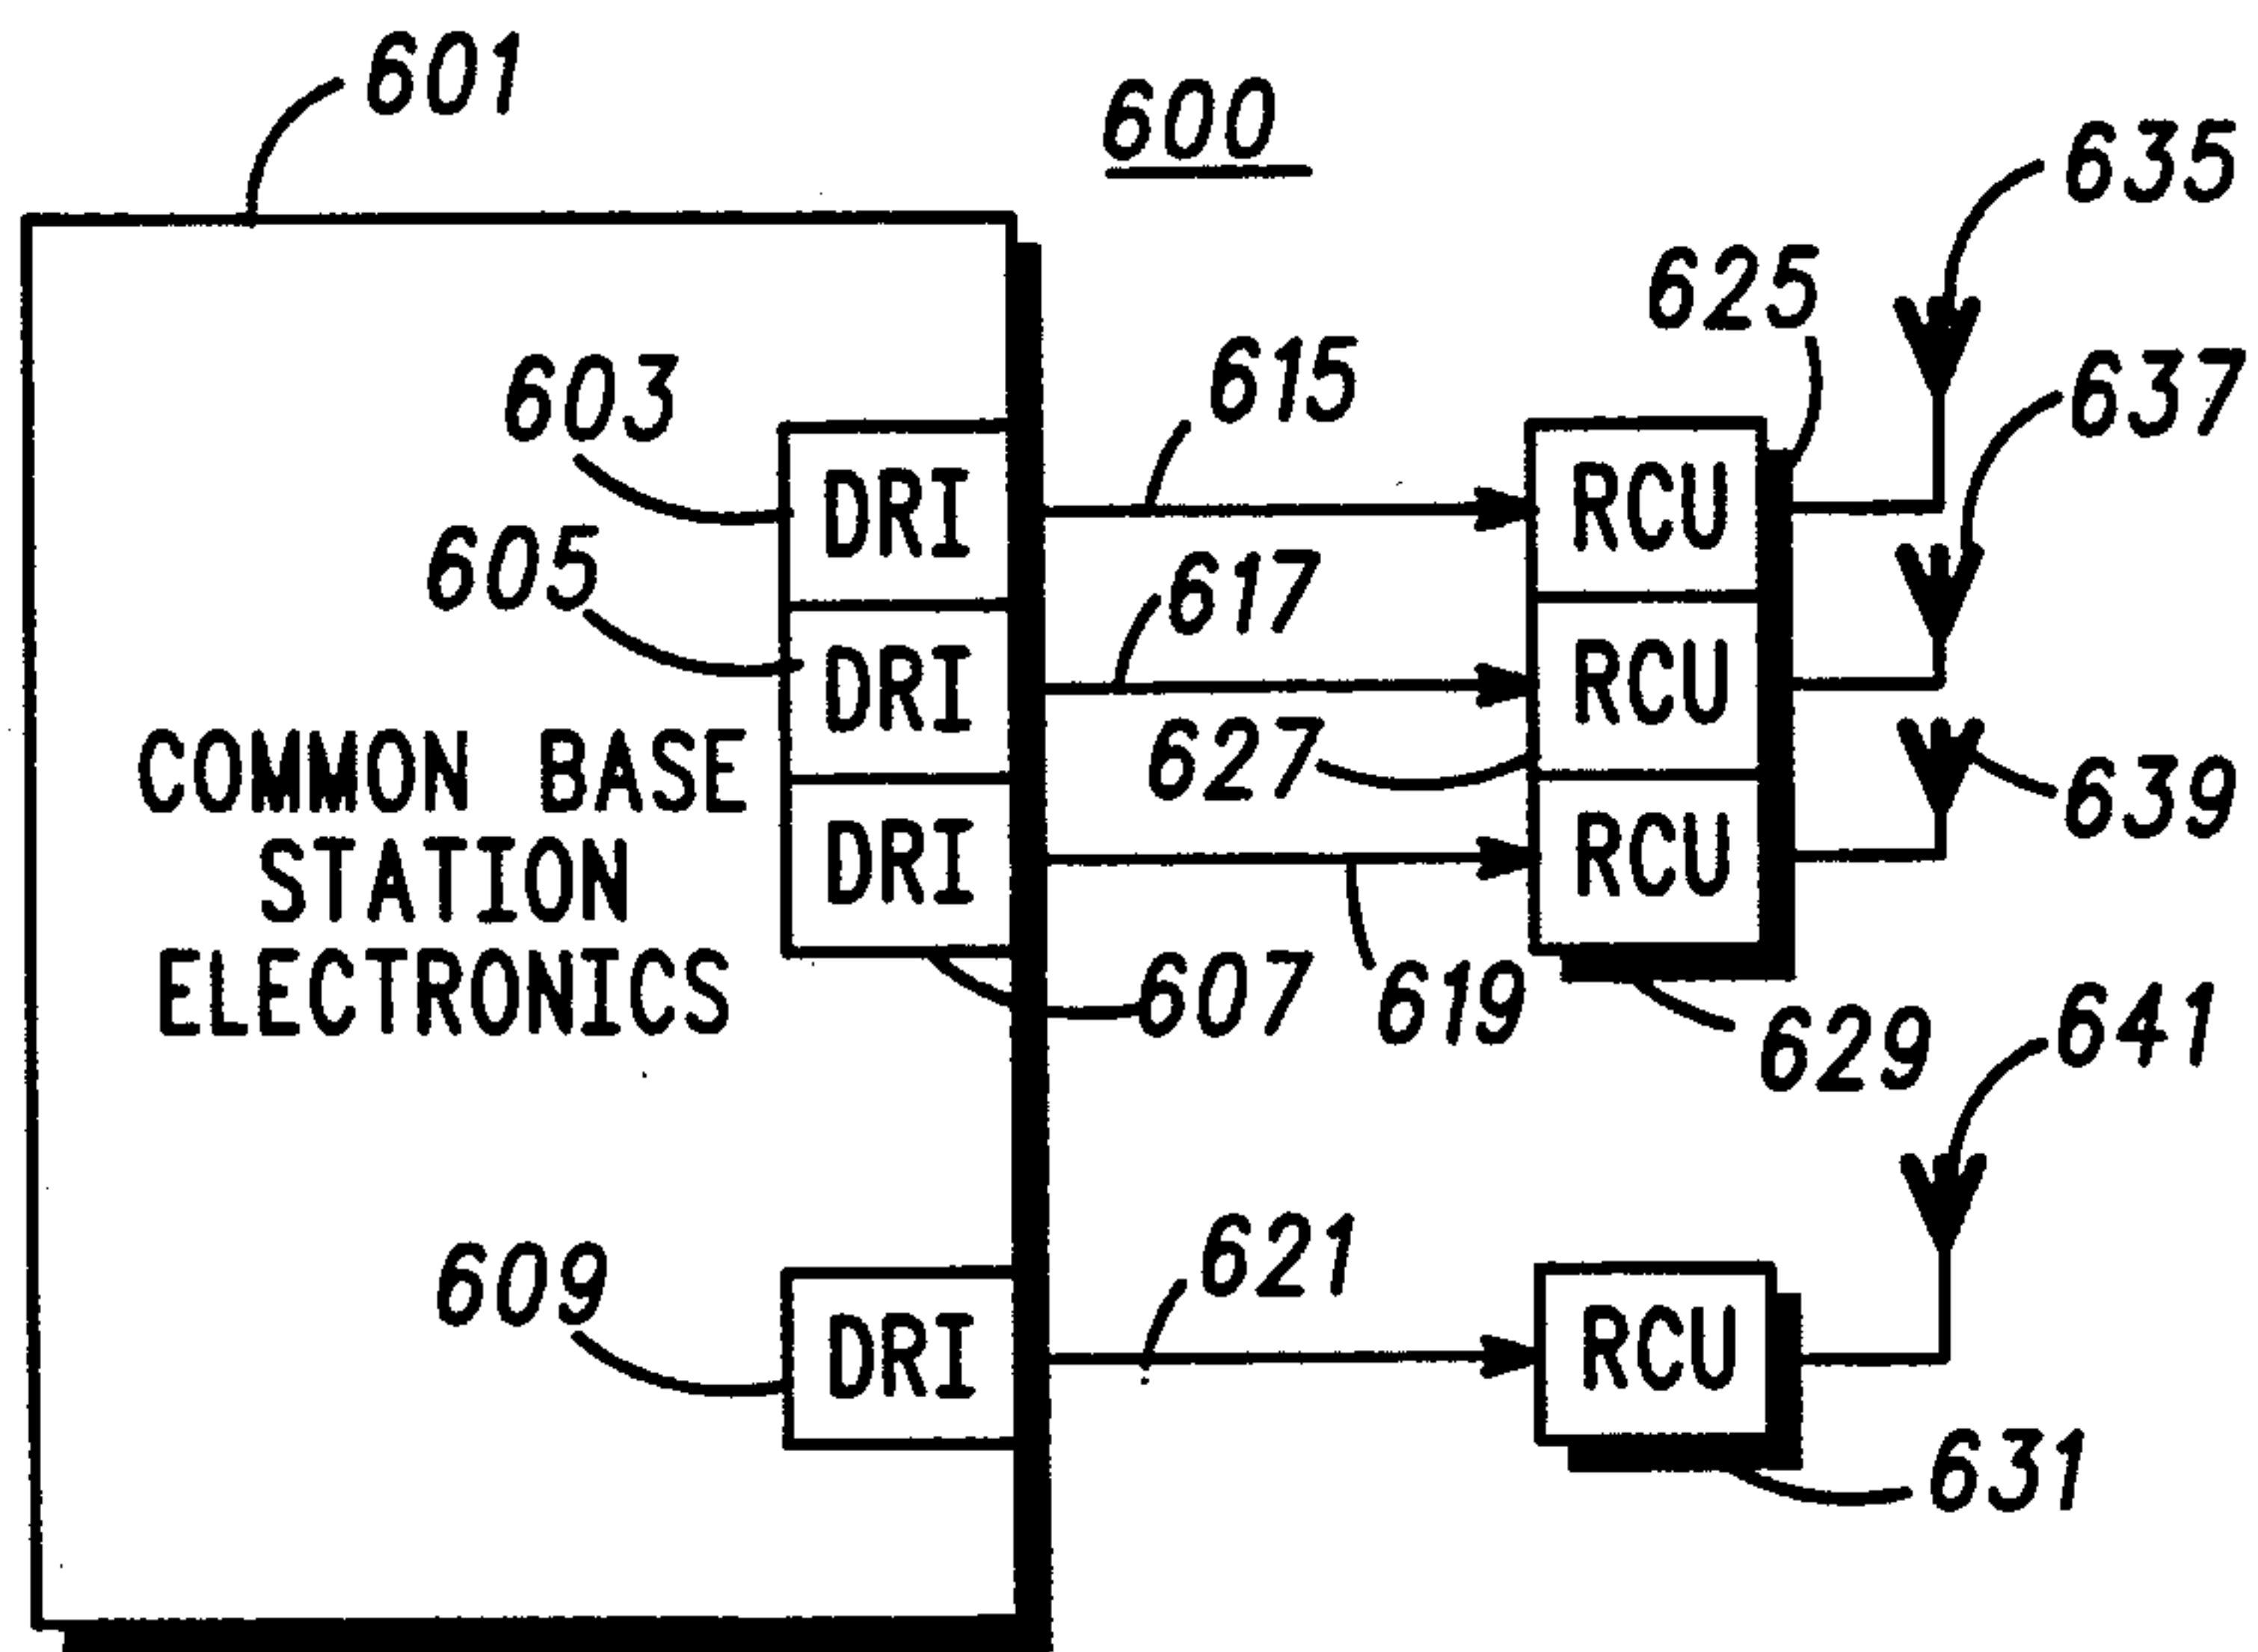 601
600
635
625
603
615
637
DRI
RCU
605
617
DRI
RCU
COMMON BASE
STATION
ELECTRONICS
627
639
DRI
RCU
607
619
629
641
609
621
DRI
RCU
631